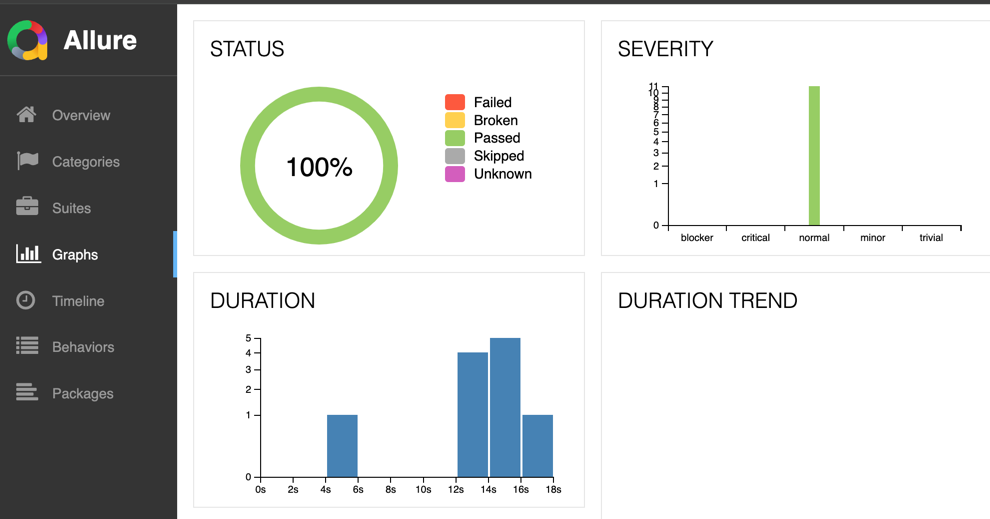 Allure
Overview
Categories
Suites
Graphs
Timeline
Behaviors
Packages
STATUS
100%
Failed
Broken
Passed
Skipped
Unknown
SEVERITY
11
10
9
8
7
6
5
4
3
2
1
0
blocker critical normal minor trivial
DURATION
5
4
3
2
1
0
0s 2s 4s 6s 8s 10s 12s 14s 16s 18s
DURATION TREND